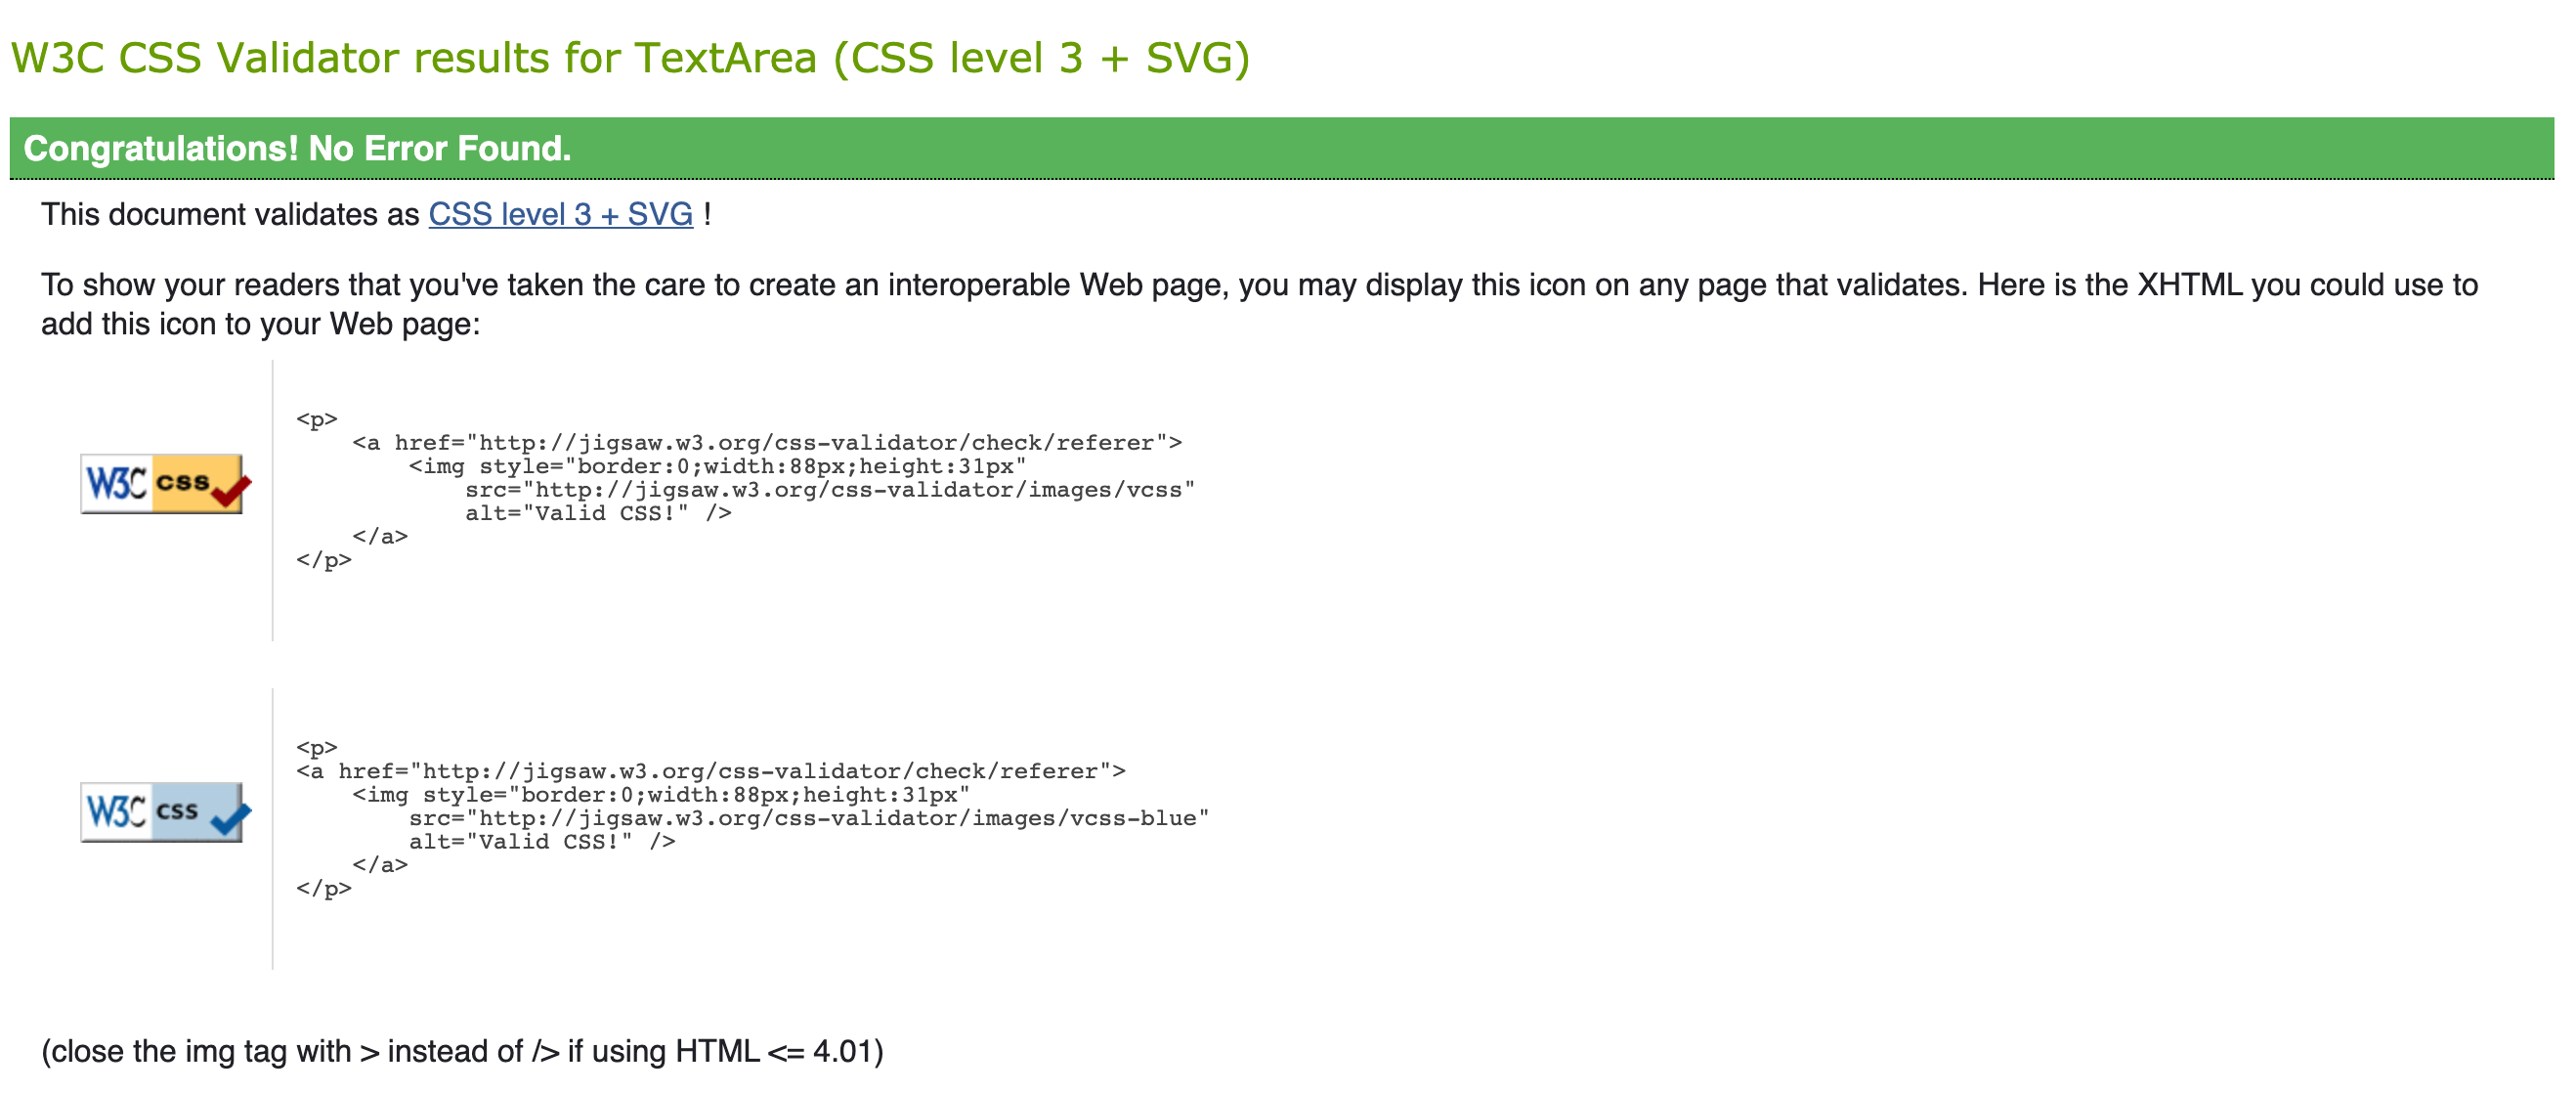 W3C CSS Validator results for TextArea (CSS level 3 + SVG)
Congratulations! No Error Found.
This document validates as CSS level 3 + SVG !
To show your readers that you've taken the care to create an interoperable Web page, you may display this icon on any page that validates. Here is the XHTML you could use to
add this icon to your Web page:
W3C css
<p>
    <a href="http://jigsaw.w3.org/css-validator/check/referer">
        <img style="border:0;width:88px;height:31px"
            src="http://jigsaw.w3.org/css-validator/images/vcss"
            alt="Valid CSS!" />
    </a>
</p>
W3C css
<p>
<a href="http://jigsaw.w3.org/css-validator/check/referer">
    <img style="border:0;width:88px;height:31px"
        src="http://jigsaw.w3.org/css-validator/images/vcss-blue"
        alt="Valid CSS!" />
    </a>
</p>
(close the img tag with > instead of /> if using HTML <= 4.01)